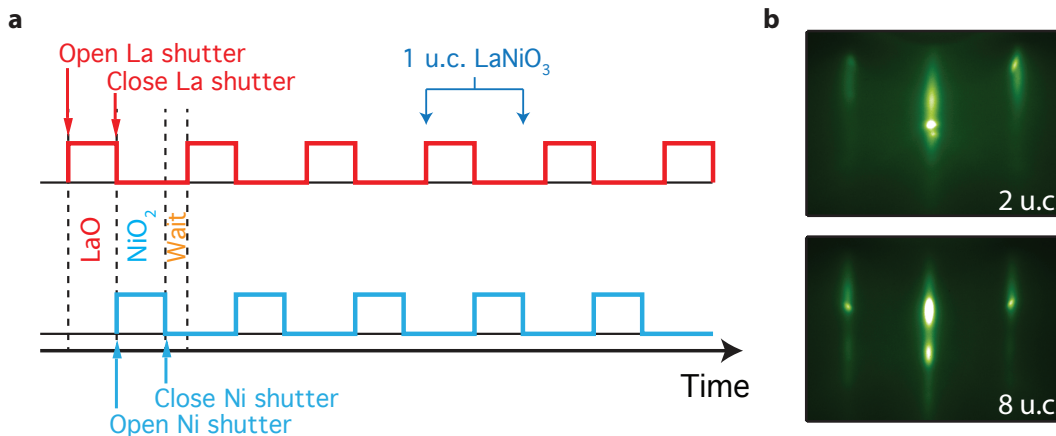 a
b
Open La shutter
Close La shutter
1 u.c. LaNiO₃
LaO
NiO₂
Wait
Close Ni shutter
Open Ni shutter
Time
2 u.c
8 u.c